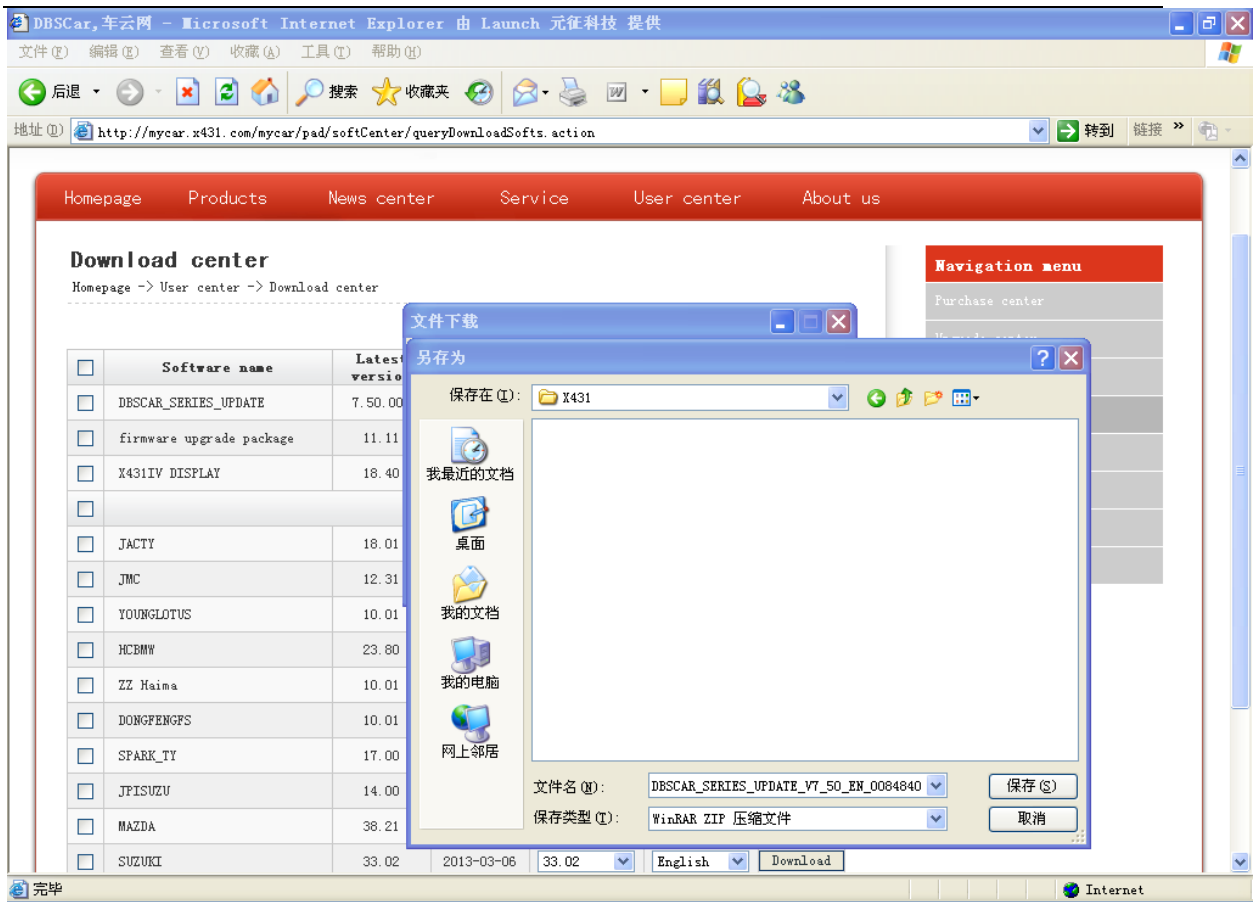 DBSCar,车云网 - Microsoft Internet Explorer 由 Launch 元征科技 提供
文件(F) 编辑(E) 查看(V) 收藏(A) 工具(T) 帮助(H)
后退 搜索 收藏夹
地址(D) http://mycar.x431.com/mycar/pad/softCenter/queryDownloadSofts.action 转到 链接 »
Homepage Products News center Service User center About us
Download center
Homepage -> User center -> Download center
Navigation menu
Purchase center
文件下载
另存为
保存在(I): X431
我最近的文档
桌面
我的文档
我的电脑
网上邻居
文件名(N): DBSCAR_SERIES_UPDATE_V7_50_EN_0084840 保存(S)
保存类型(T): WinRAR ZIP 压缩文件 取消
Software name Latest
versio
DBSCAR_SERIES_UPDATE 7.50.00
firmware upgrade package 11.11
X431IV DISPLAY 18.40
JACTY 18.01
JMC 12.31
YOUNGLOTUS 10.01
HCBMW 23.80
ZZ Haima 10.01
DONGFENGFS 10.01
SPARK_TY 17.00
JPISUZU 14.00
MAZDA 38.21
SUZUKI 33.02 2013-03-06 33.02 English Download
完毕 Internet